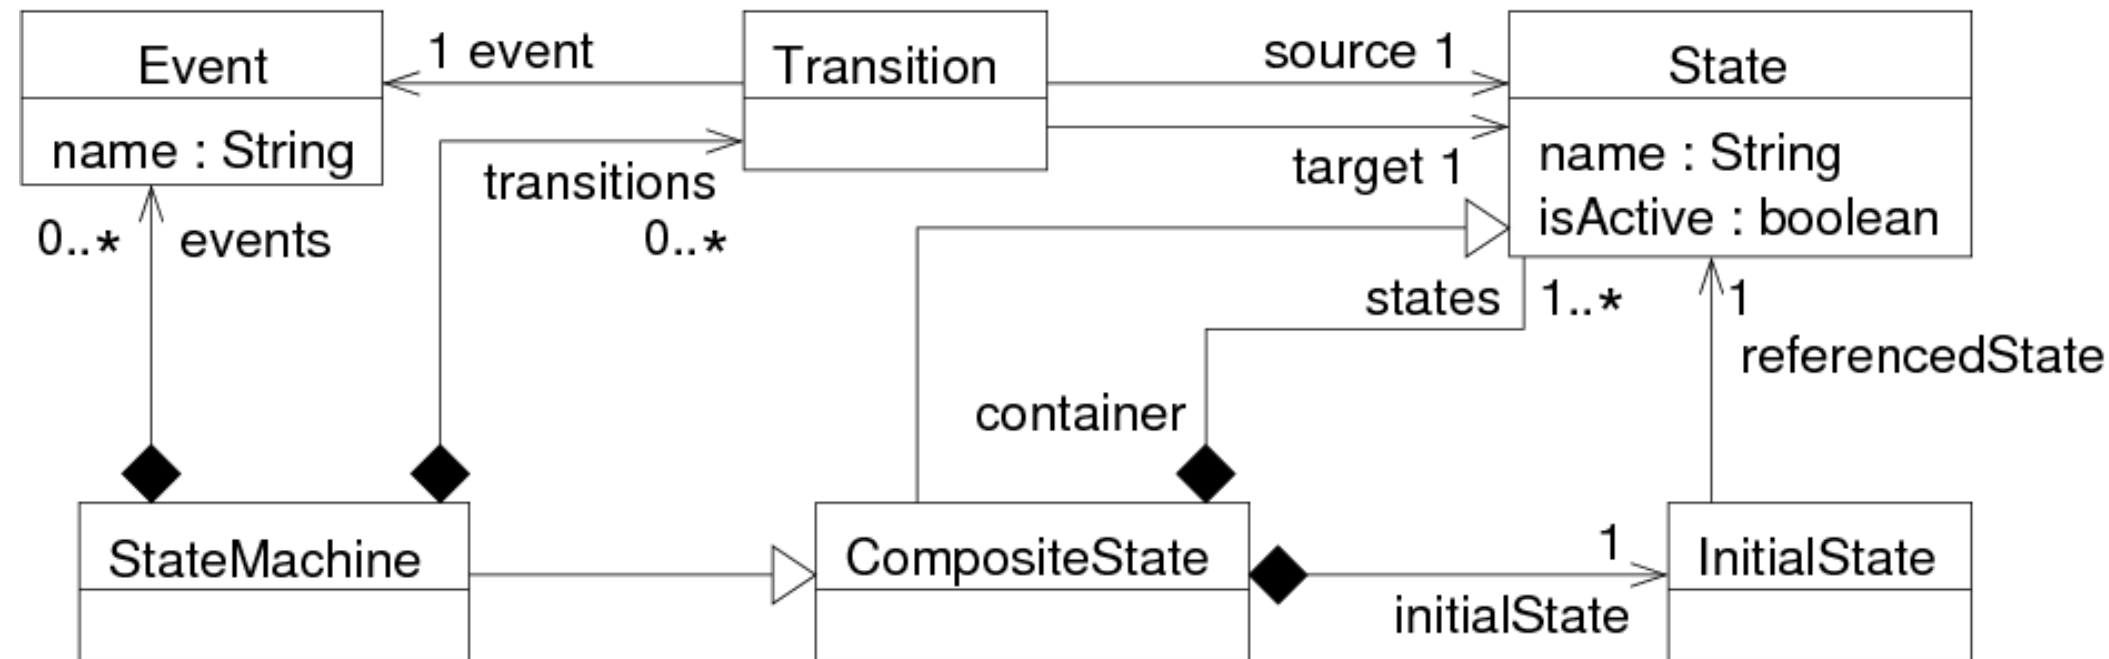 Event
name : String
1 event
Transition
source 1
target 1
State
name : String
isActive : boolean
0..* events
transitions
0..*
states 1..*
1
referencedState
container
StateMachine
CompositeState
1
initialState
InitialState